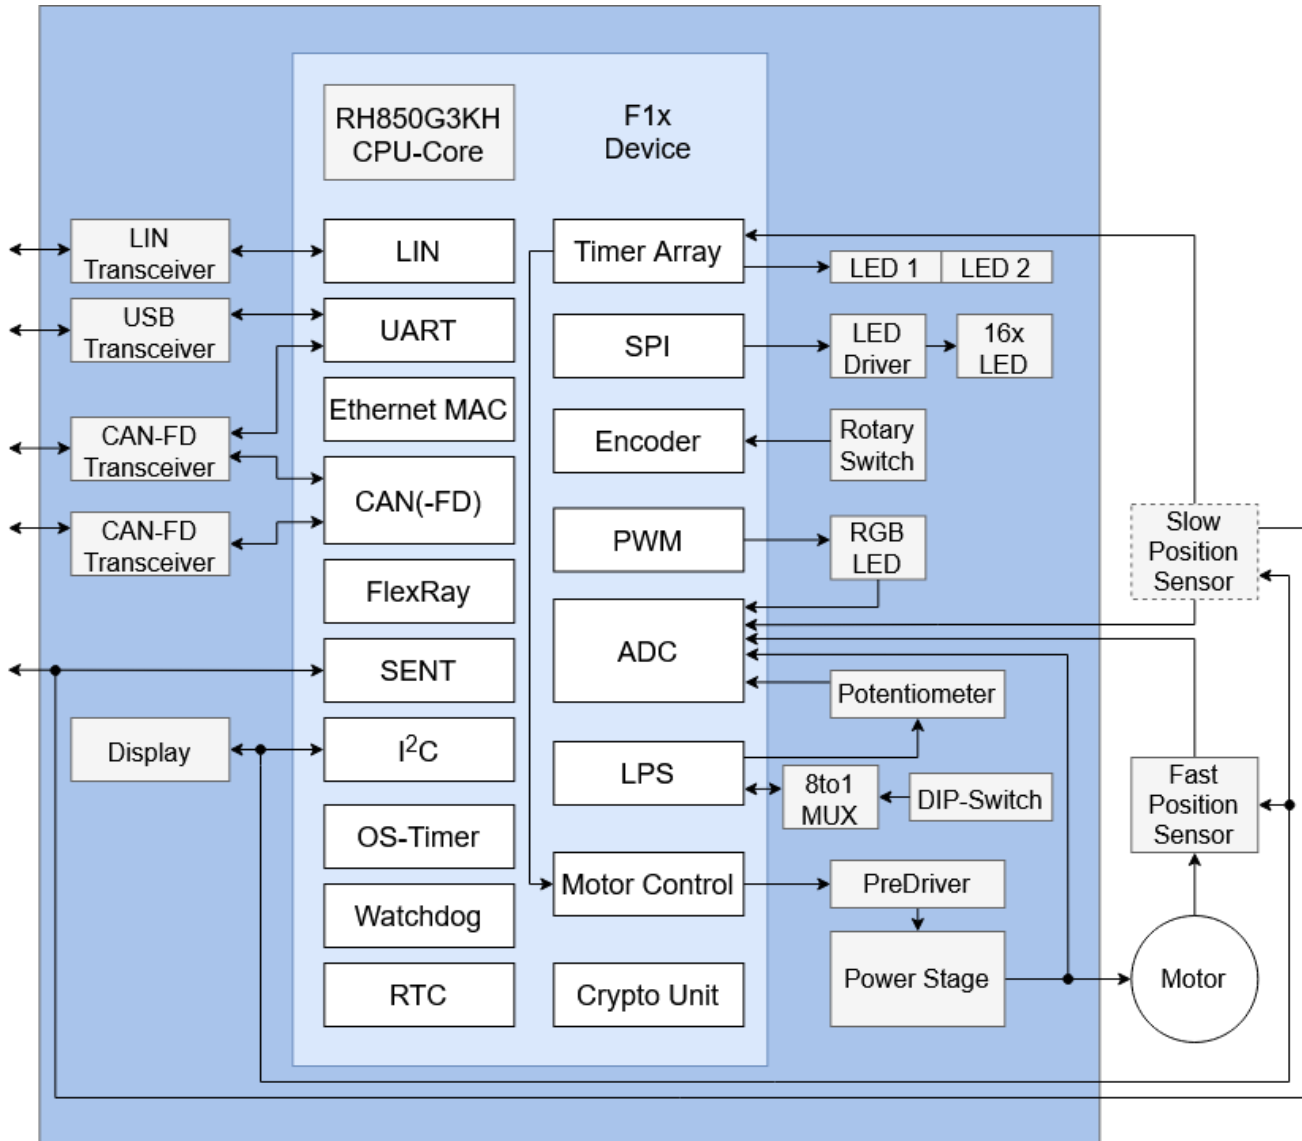 RH850G3KH
CPU-Core
F1x
Device
LIN
Transceiver
LIN
Timer Array
LED 1
LED 2
USB
Transceiver
UART
SPI
LED
Driver
16x
LED
Ethernet MAC
CAN-FD
Transceiver
Encoder
Rotary
Switch
CAN(-FD)
CAN-FD
Transceiver
PWM
RGB
LED
Slow
Position
Sensor
FlexRay
ADC
SENT
Potentiometer
Display
I²C
LPS
8to1
MUX
DIP-Switch
Fast
Position
Sensor
OS-Timer
Motor Control
PreDriver
Watchdog
Power Stage
Motor
RTC
Crypto Unit